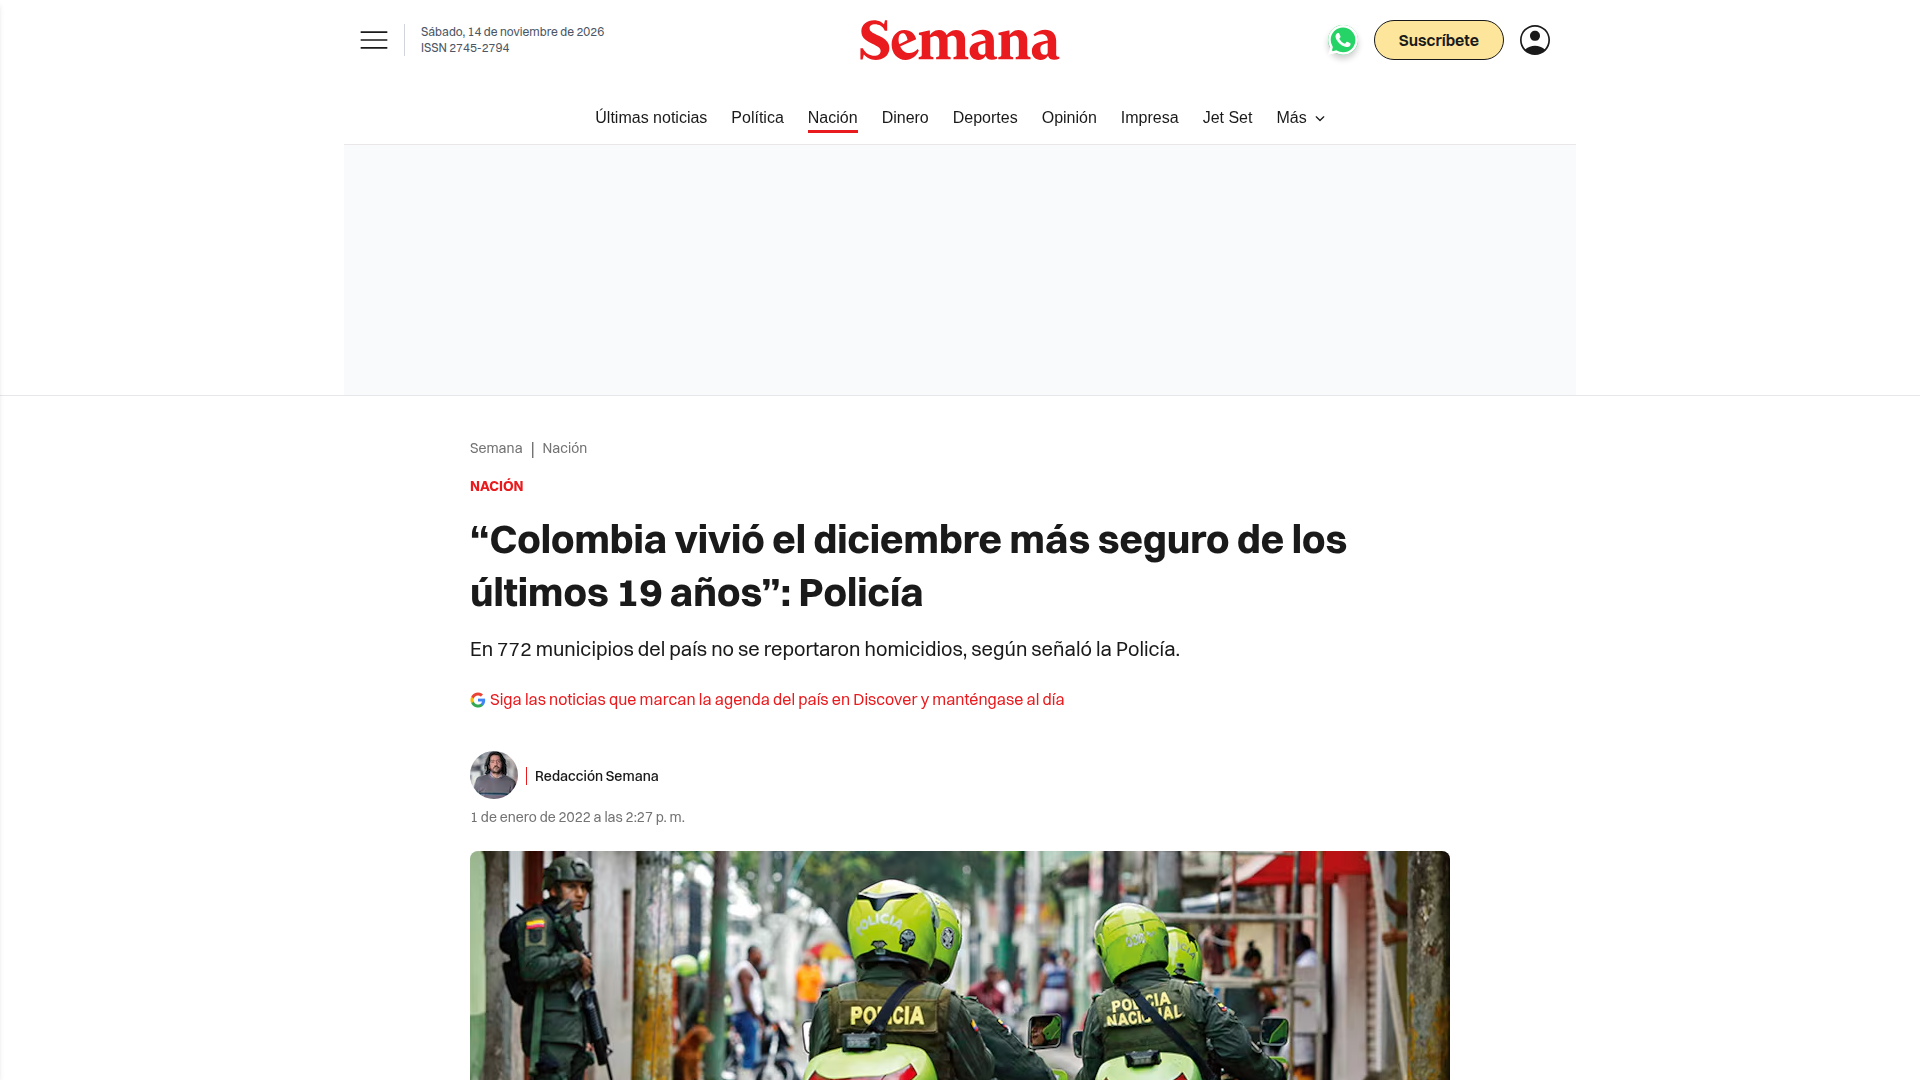 Sábado, 14 de noviembre de 2026
ISSN 2745-2794
Semana
Suscríbete
Últimas noticias Política Nación Dinero Deportes Opinión Impresa Jet Set Más
Semana | Nación
NACIÓN
“Colombia vivió el diciembre más seguro de los
últimos 19 años”: Policía
En 772 municipios del país no se reportaron homicidios, según señaló la Policía.
Siga las noticias que marcan la agenda del país en Discover y manténgase al día
Redacción Semana
1 de enero de 2022 a las 2:27 p. m.
POLICIA
POLICIA
POLICIA
NACIONAL